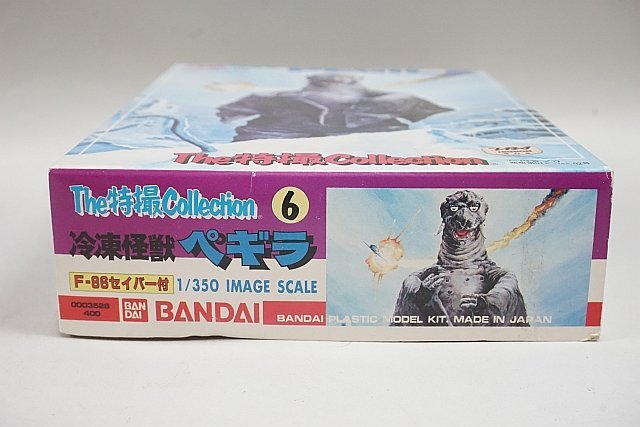 The特撮Collection
The特撮Collection 6
冷凍怪獣 ペギラ
F-86セイバー付 1/350 IMAGE SCALE
0003528
400
BAN
DAI
BANDAI
BANDAI PLASTIC MODEL KIT. MADE IN JAPAN